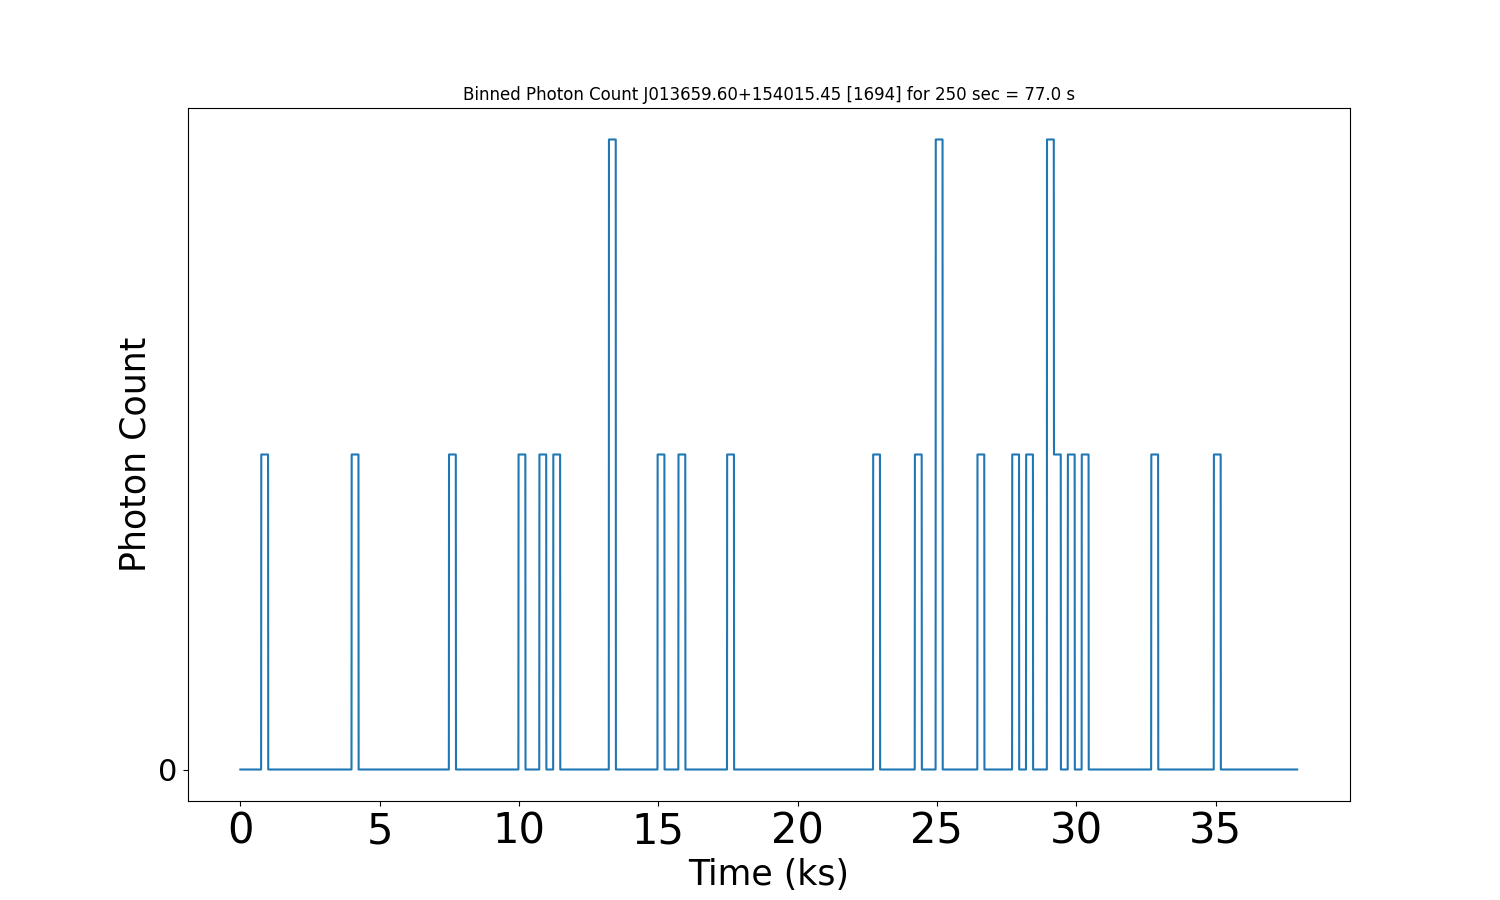 Binned Photon Count J013659.60+154015.45 [1694] for 250 sec = 77.0 s
Photon Count
0
0 5 10 15 20 25 30 35
Time (ks)